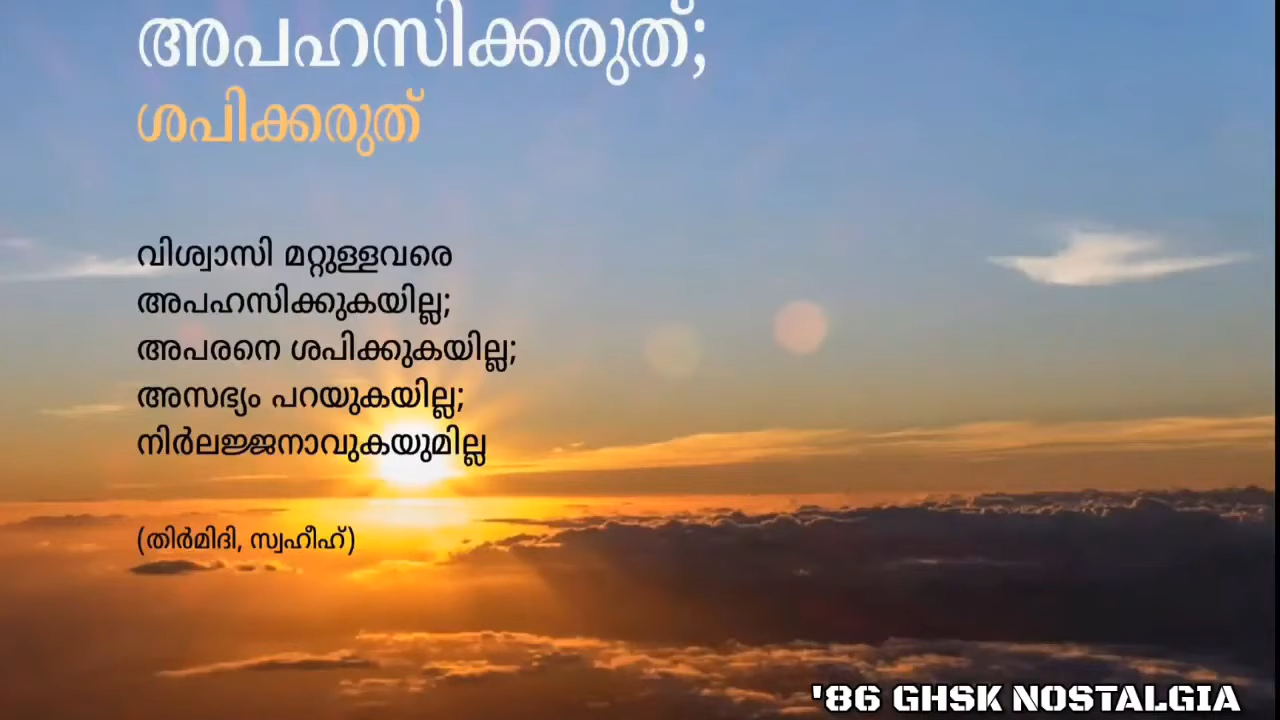 അപഹസിക്കരുത്;
ശപിക്കരുത്
വിശ്വാസി മറ്റുള്ളവരെ
അപഹസിക്കുകയില്ല;
അപരനെ ശപിക്കുകയില്ല;
അസഭ്യം പറയുകയില്ല;
നിർലജ്ജനാവുകയുമില്ല
(തിർമിദി, സ്വഹീഹ്)
'86 GHSK NOSTALGIA